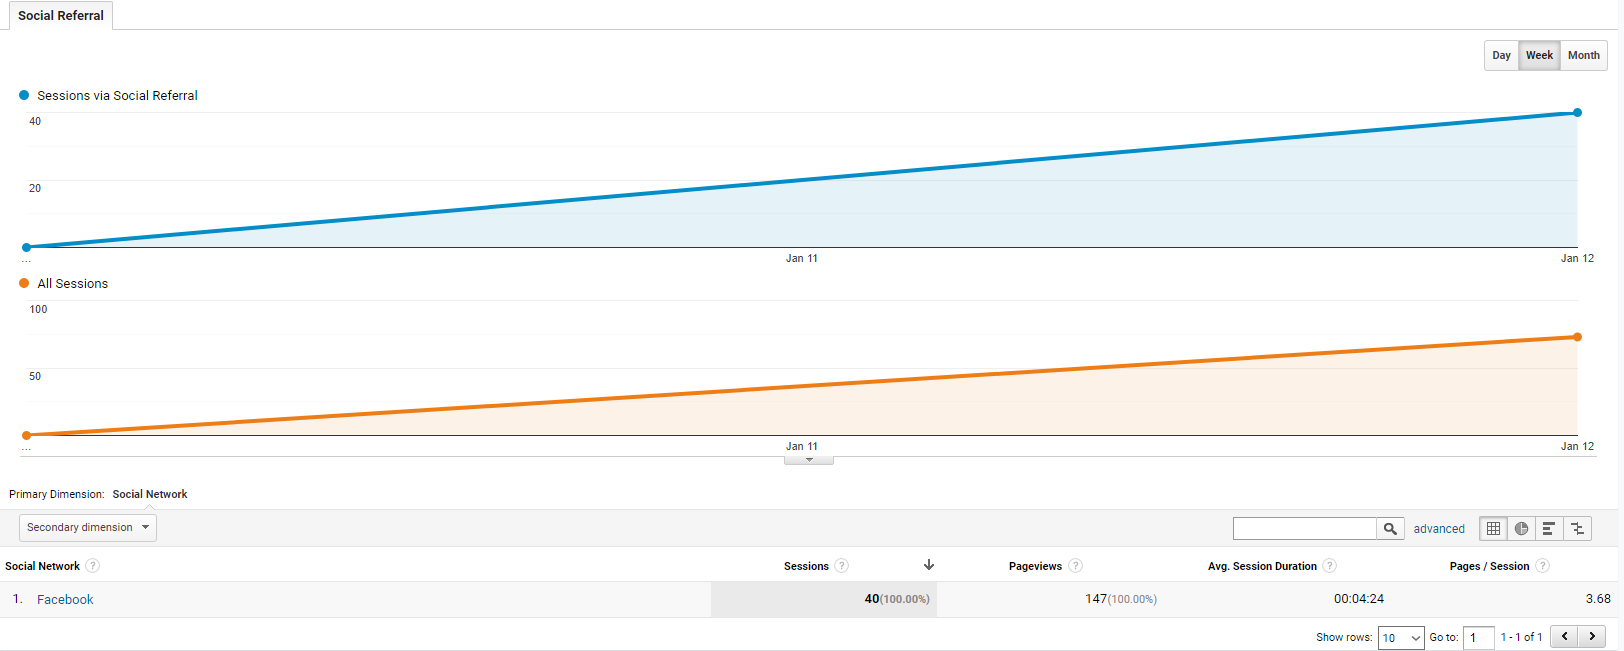 Social Referral
Day Week Month
Sessions via Social Referral
40
20
... Jan 11 Jan 12
All Sessions
100
50
... Jan 11 Jan 12
Primary Dimension: Social Network
Secondary dimension advanced
Social Network ? Sessions ? Pageviews ? Avg. Session Duration ? Pages / Session ?
1. Facebook 40(100.00%) 147(100.00%) 00:04:24 3.68
Show rows: 10 Go to: 1 1 - 1 of 1